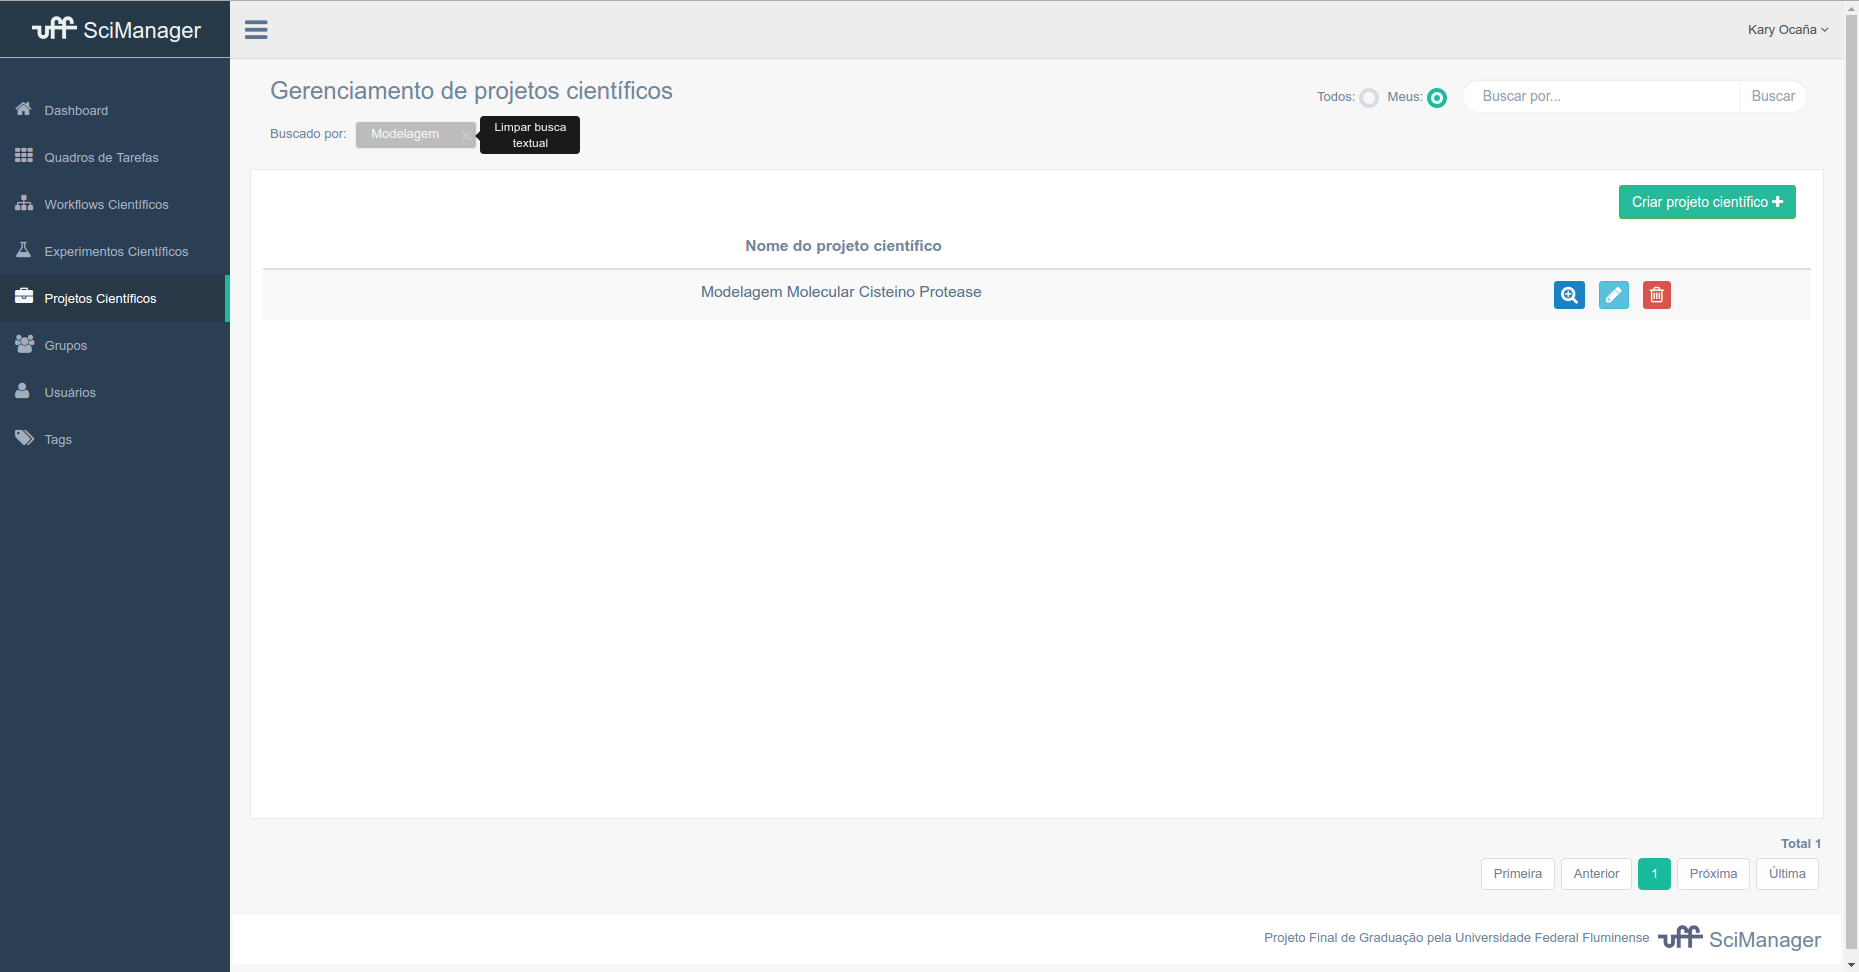 uff SciManager
Kary Ocaña
Dashboard
Quadros de Tarefas
Workflows Científicos
Experimentos Científicos
Projetos Científicos
Grupos
Usuários
Tags
Gerenciamento de projetos científicos
Todos: Meus: Buscar por... Buscar
Buscado por: Modelagem ×
Limpar busca
textual
Criar projeto científico +
Nome do projeto científico
Modelagem Molecular Cisteino Protease
Total 1
Primeira Anterior 1 Próxima Última
Projeto Final de Graduação pela Universidade Federal Fluminense uff SciManager